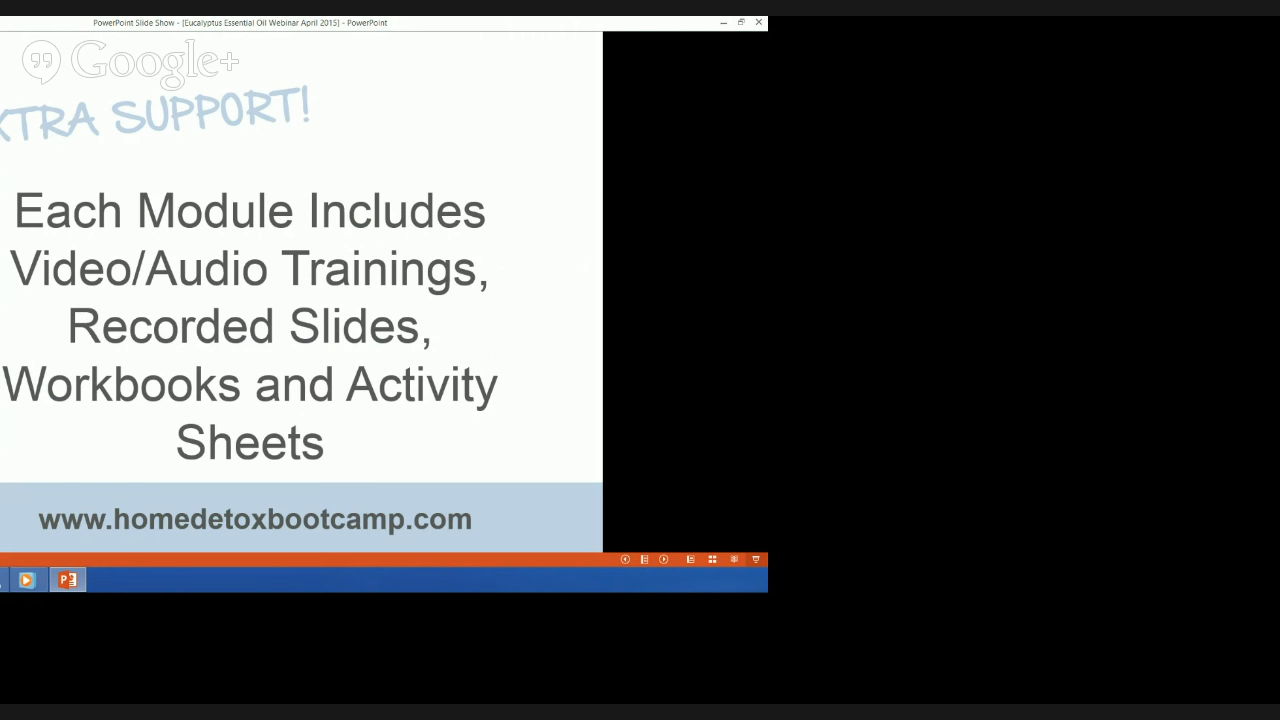 PowerPoint Slide Show - [Eucalyptus Essential Oil Webinar April 2015] - PowerPoint
Google+
XTRA SUPPORT!
Each Module Includes
Video/Audio Trainings,
Recorded Slides,
Workbooks and Activity
Sheets
www.homedetoxbootcamp.com